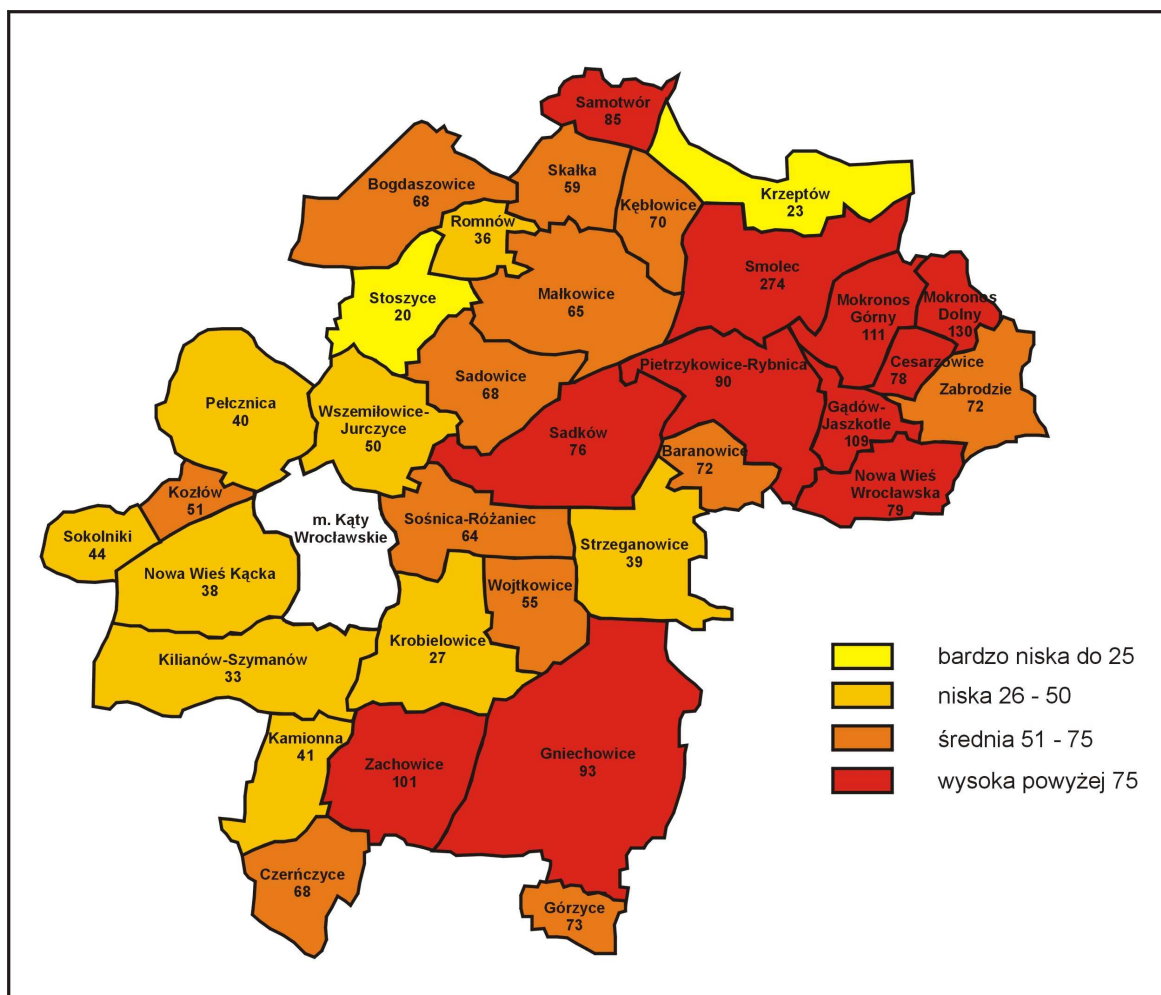 Samotwór
85
Skałka
59
Bogdaszowice
68
Krzeptów
23
Kębłowice
70
Romnów
36
Smolec
274
Stoszyce
20
Małkowice
65
Mokronos
Górny
111
Mokronos
Dolny
130
Pietrzykowice-Rybnica
90
Cesarzowice
78
Sadowice
68
Zabrodzie
72
Pełcznica
40
Wszemiłowice-
Jurczyce
50
Gądów-
Jaszkotle
109
Sadków
76
Baranowice
72
Nowa Wieś
Wrocławska
79
Kozłów
51
m. Kąty
Wrocławskie
Sośnica-Różaniec
64
Sokolniki
44
Strzeganowice
39
Nowa Wieś Kącka
38
Wojtkowice
55
Krobielowice
27
Kilianów-Szymanów
33
Kamionna
41
Zachowice
101
Gniechowice
93
Czerńczyce
68
Górzyce
73
bardzo niska do 25
niska 26 - 50
średnia 51 - 75
wysoka powyżej 75